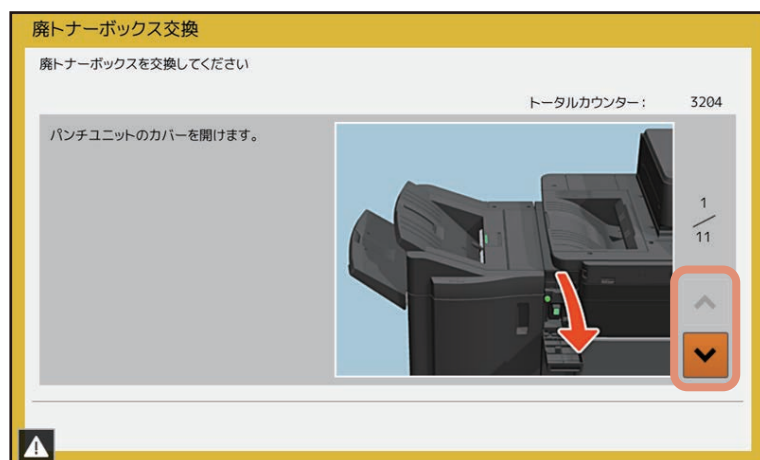 廃トナーボックス交換
廃トナーボックスを交換してください
トータルカウンター: 3204
パンチユニットのカバーを開けます。
1
11